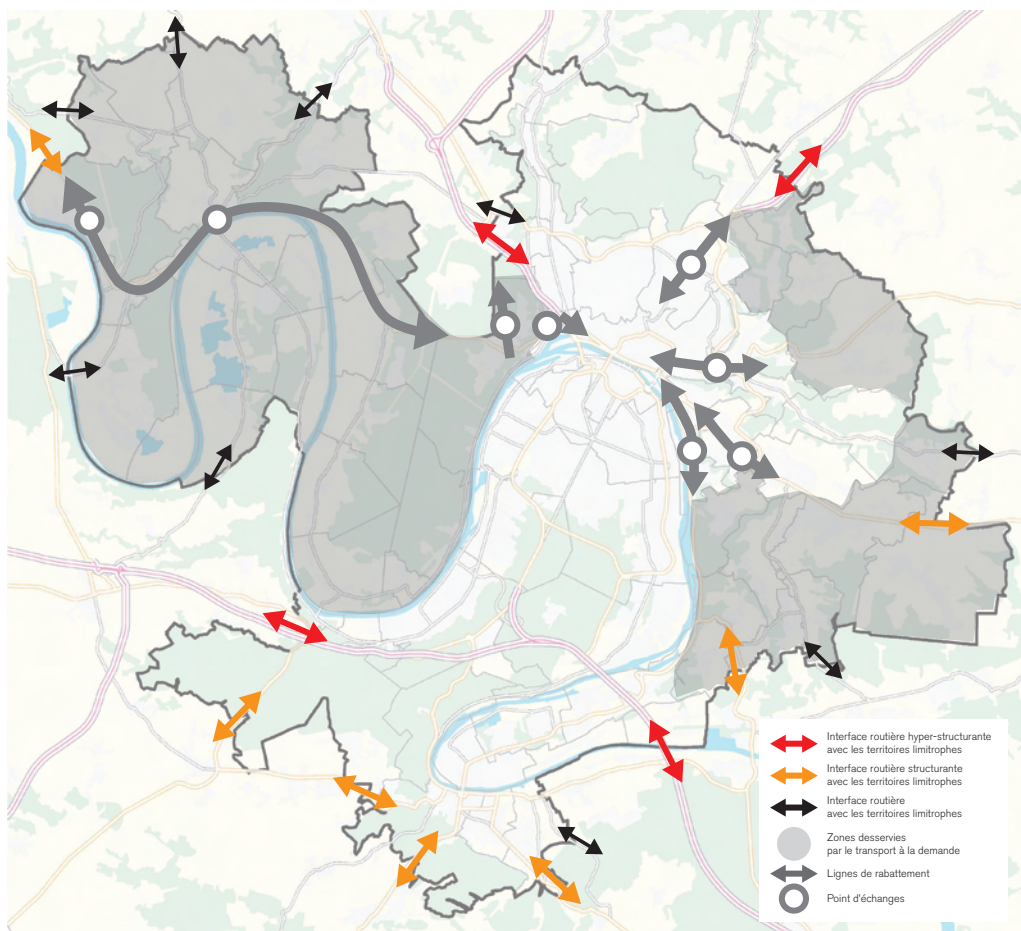 Interface routière hyper-structurante
avec les territoires limitrophes
Interface routière structurante
avec les territoires limitrophes
Interface routière
avec les territoires limitrophes
Zones desservies
par le transport à la demande
Lignes de rabattement
Point d'échanges